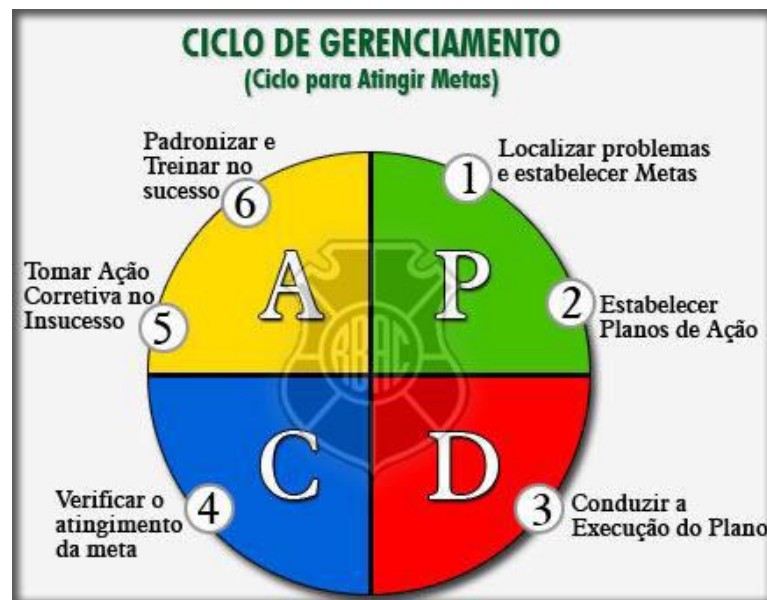 CICLO DE GERENCIAMENTO
(Ciclo para Atingir Metas)
Padronizar e
Treinar no
sucesso
6
1
Localizar problemas
e estabelecer Metas
Tomar Ação
Corretiva no
Insucesso
5
A
P
2
Estabelecer
Planos de Ação
RBAC
C
D
Verificar o
atingimento
da meta
4
3
Conduzir a
Execução do Plano